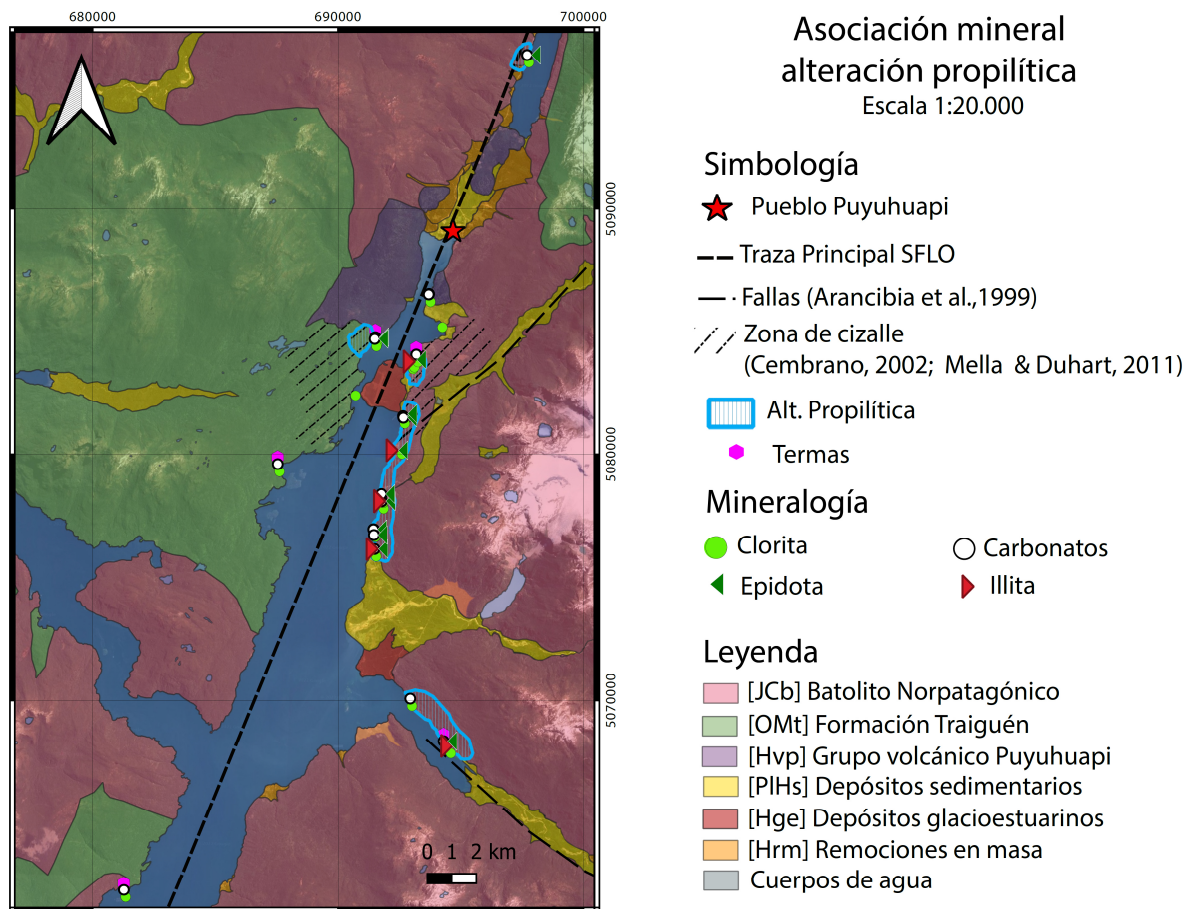 680000
690000
700000
5090000
5080000
5070000
0 1 2 km
Asociación mineral
alteración propilítica
Escala 1:20.000
Simbología
Pueblo Puyuhuapi
Traza Principal SFLO
Fallas (Arancibia et al.,1999)
Zona de cizalle
(Cembrano, 2002; Mella & Duhart, 2011)
Alt. Propilítica
Termas
Mineralogía
Clorita
Carbonatos
Epidota
Illita
Leyenda
[JCb] Batolito Norpatagónico
[OMt] Formación Traiguén
[Hvp] Grupo volcánico Puyuhuapi
[PlHs] Depósitos sedimentarios
[Hge] Depósitos glacioestuarinos
[Hrm] Remociones en masa
Cuerpos de agua